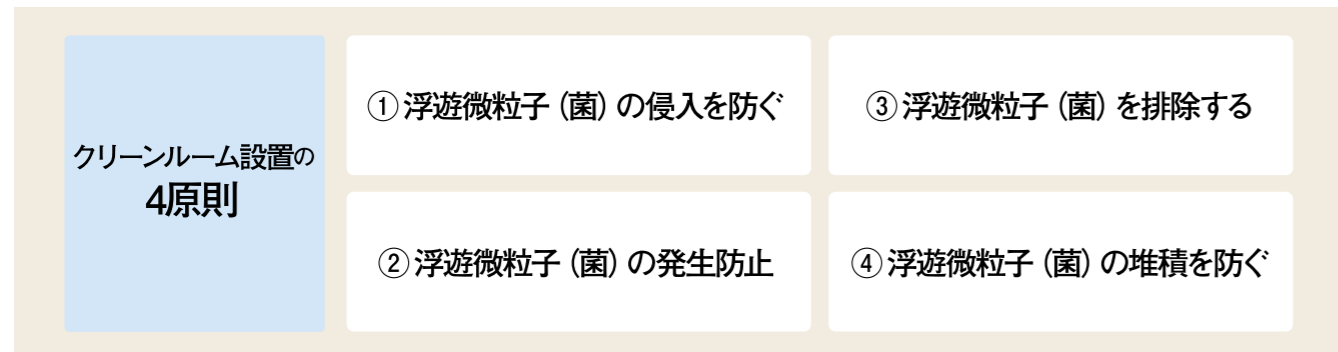 クリーンルーム設置の
4原則
①浮遊微粒子（菌）の侵入を防ぐ
②浮遊微粒子（菌）の発生防止
③浮遊微粒子（菌）を排除する
④浮遊微粒子（菌）の堆積を防ぐ